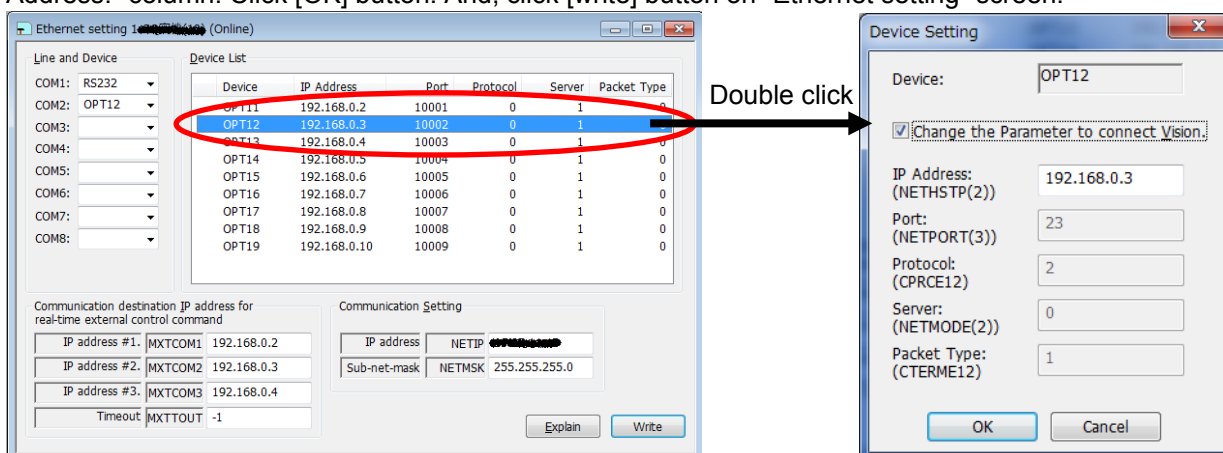 Address:" column. Click [OK] button. And, click [write] button on "Ethernet setting" screen.
Ethernet setting (Online)
Line and Device
COM1: RS232
COM2: OPT12
COM3:
COM4:
COM5:
COM6:
COM7:
COM8:
Device List
Device IP Address Port Protocol Server Packet Type
OPT11 192.168.0.2 10001 0 1 0
OPT12 192.168.0.3 10002 0 1
OPT13 192.168.0.4 10003 0 1 0
OPT14 192.168.0.5 10004 0 1 0
OPT15 192.168.0.6 10005 0 1 0
OPT16 192.168.0.7 10006 0 1 0
OPT17 192.168.0.8 10007 0 1 0
OPT18 192.168.0.9 10008 0 1 0
OPT19 192.168.0.10 10009 0 1 0
Communication destination IP address for
real-time external control command
IP address #1. MXTCOM1 192.168.0.2
IP address #2. MXTCOM2 192.168.0.3
IP address #3. MXTCOM3 192.168.0.4
Timeout MXTTOUT -1
Communication Setting
IP address NETIP
Sub-net-mask NETMSK 255.255.255.0
Explain Write
Double click
Device Setting
Device: OPT12
Change the Parameter to connect Vision.
IP Address: 192.168.0.3
(NETHSTP(2))
Port: 23
(NETPORT(3))
Protocol: 2
(CPRCE12)
Server: 0
(NETMODE(2))
Packet Type: 1
(CTERME12)
OK Cancel